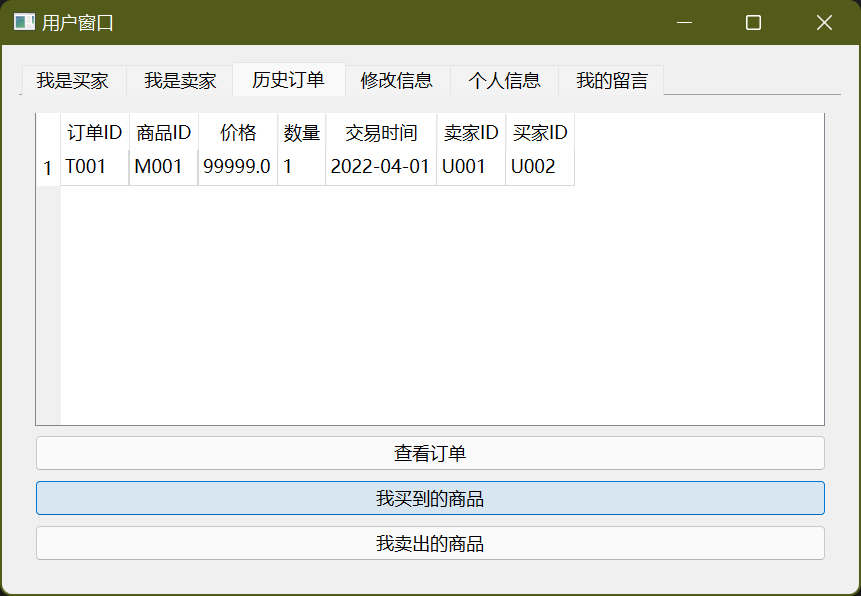 用户窗口
我是买家 我是卖家 历史订单 修改信息 个人信息 我的留言
订单ID 商品ID 价格 数量 交易时间 卖家ID 买家ID
1 T001 M001 99999.0 1 2022-04-01 U001 U002
查看订单
我买到的商品
我卖出的商品